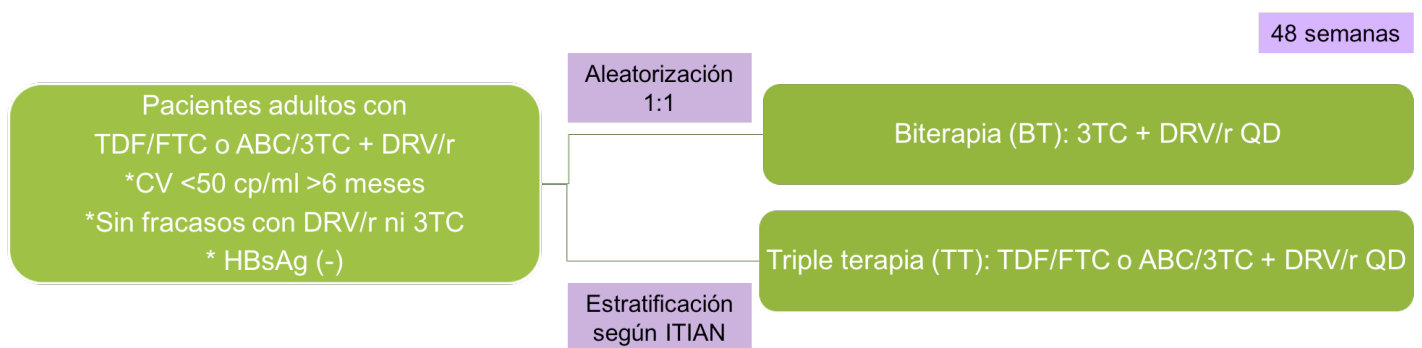 48 semanas
Pacientes adultos con
TDF/FTC o ABC/3TC + DRV/r
*CV <50 cp/ml >6 meses
*Sin fracasos con DRV/r ni 3TC
* HBsAg (-)
Aleatorización
1:1
Biterapia (BT): 3TC + DRV/r QD
Triple terapia (TT): TDF/FTC o ABC/3TC + DRV/r QD
Estratificación
según ITIAN